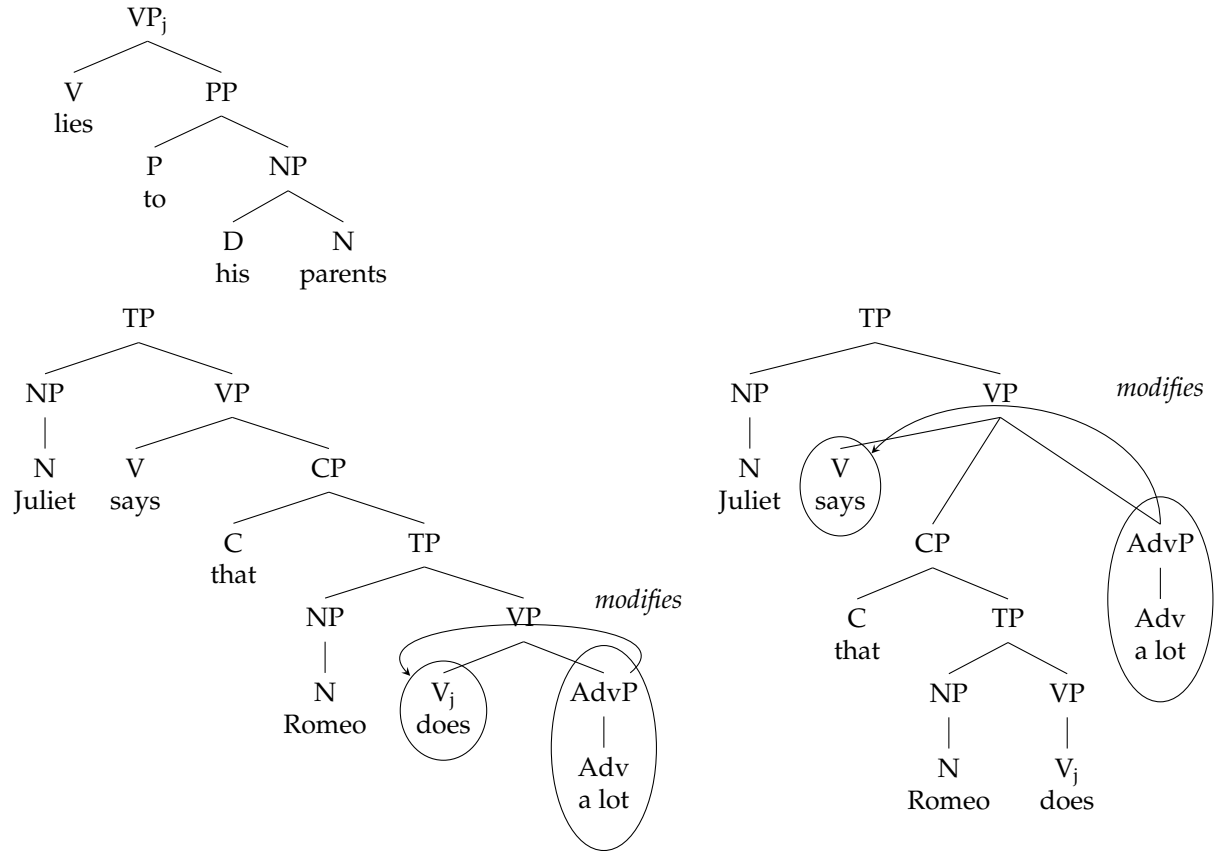 VPj
V PP
lies
P NP
to
D N
his parents
TP TP
NP VP NP VP modifies
N V CP N V
Juliet says Juliet says
C TP CP AdvP
that
NP VP modifies C TP Adv
that a lot
N Vj AdvP NP VP
Romeo does
Adv N Vj
a lot Romeo does